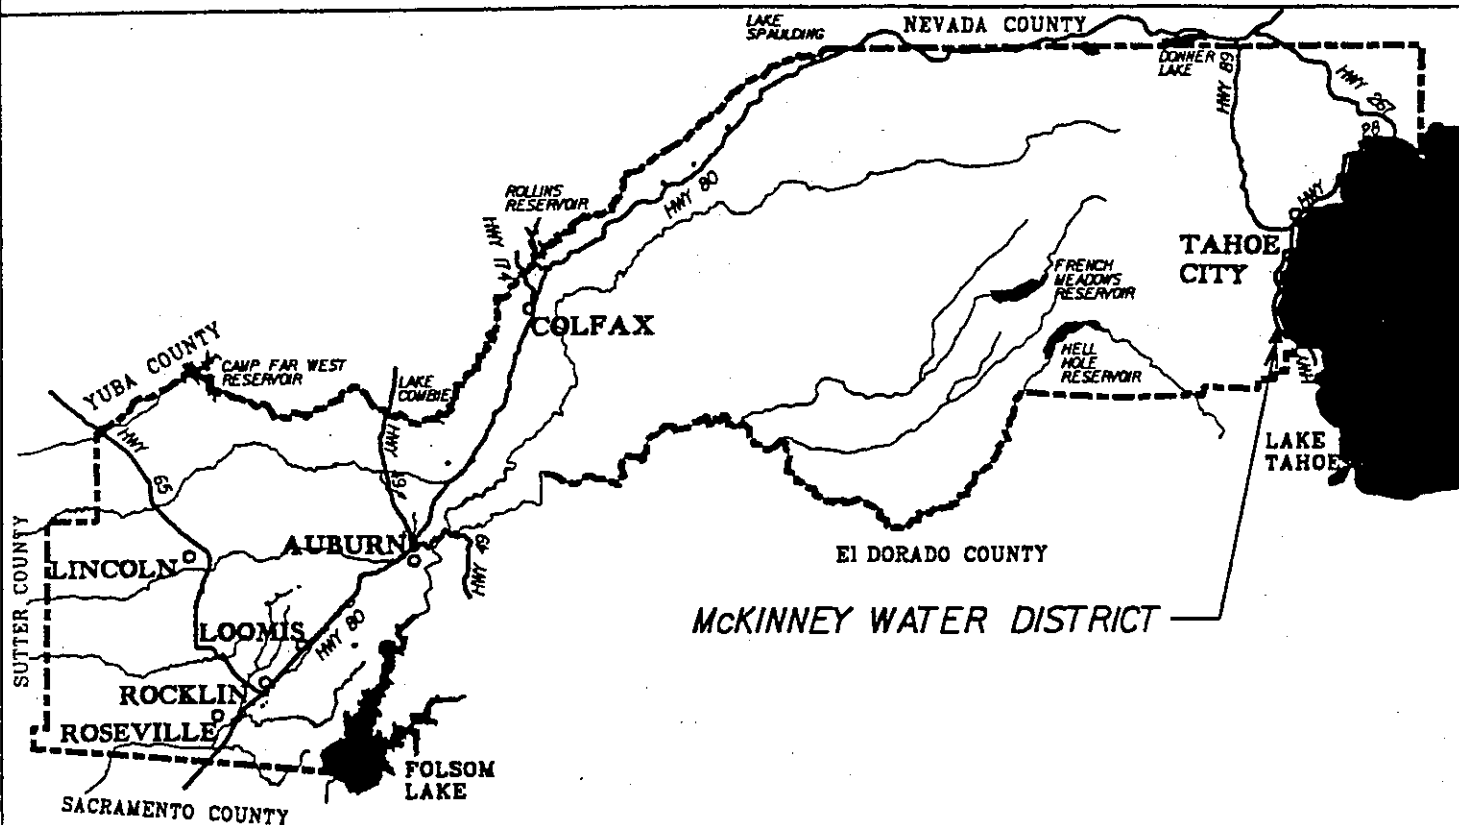 LAKE
SPAULDING
NEVADA COUNTY
DONNER
LAKE
HWY 89
HWY 267
28
HWY
ROLLINS
RESERVOIR
HWY 174
HWY 80
TAHOE
CITY
FRENCH
MEADOWS
RESERVOIR
COLFAX
YUBA COUNTY
CAMP FAR WEST
RESERVOIR
LAKE
COMBIE
HELL
HOLE
RESERVOIR
HWY
HWY
65
HWY 49
LAKE
TAHOE
SUTTER COUNTY
AUBURN
HWY 49
El DORADO COUNTY
LINCOLN
McKINNEY WATER DISTRICT
LOOMIS
HWY 80
ROCKLIN
ROSEVILLE
FOLSOM
LAKE
SACRAMENTO COUNTY